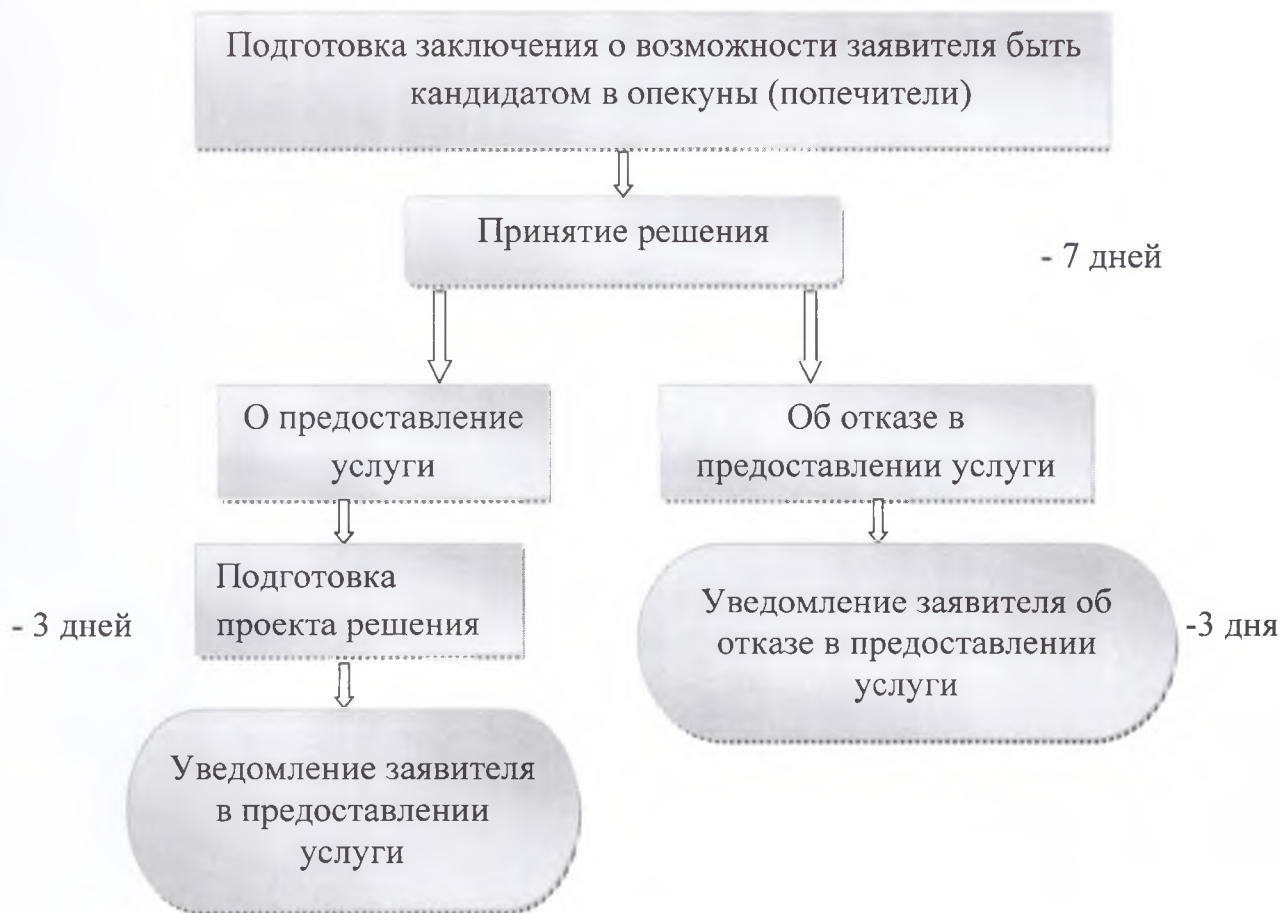 Подготовка заключения о возможности заявителя быть
кандидатом в опекуны (попечители)
Принятие решения
- 7 дней
О предоставление
услуги
Об отказе в
предоставлении услуги
Подготовка
проекта решения
- 3 дней
Уведомление заявителя об
отказе в предоставлении
услуги
-3 дня
Уведомление заявителя
в предоставлении
услуги